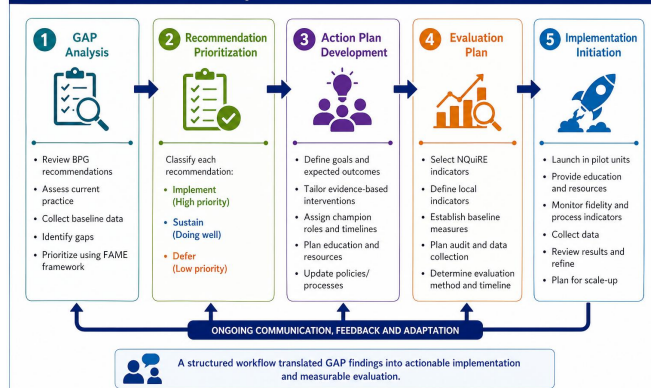 1 GAP
Analysis
• Review BPG
recommendations
• Assess current
practice
• Collect baseline data
• Identify gaps
• Prioritize using FAME
framework
2 Recommendation
Prioritization
Classify each
recommendation:
• Implement
(High priority)
• Sustain
(Doing well)
• Defer
(Low priority)
3 Action Plan
Development
• Define goals and
expected outcomes
• Tailor evidence-based
interventions
• Assign champion
roles and timelines
• Plan education and
resources
• Update policies/
processes
4 Evaluation
Plan
• Select NQuiRE
indicators
• Define local
indicators
• Establish baseline
measures
• Plan audit and data
collection
• Determine evaluation
method and timeline
5 Implementation
Initiation
• Launch in pilot units
• Provide education
and resources
• Monitor fidelity and
process indicators
• Collect data
• Review results and
refine
• Plan for scale-up
ONGOING COMMUNICATION, FEEDBACK AND ADAPTATION
A structured workflow translated GAP findings into actionable implementation
and measurable evaluation.